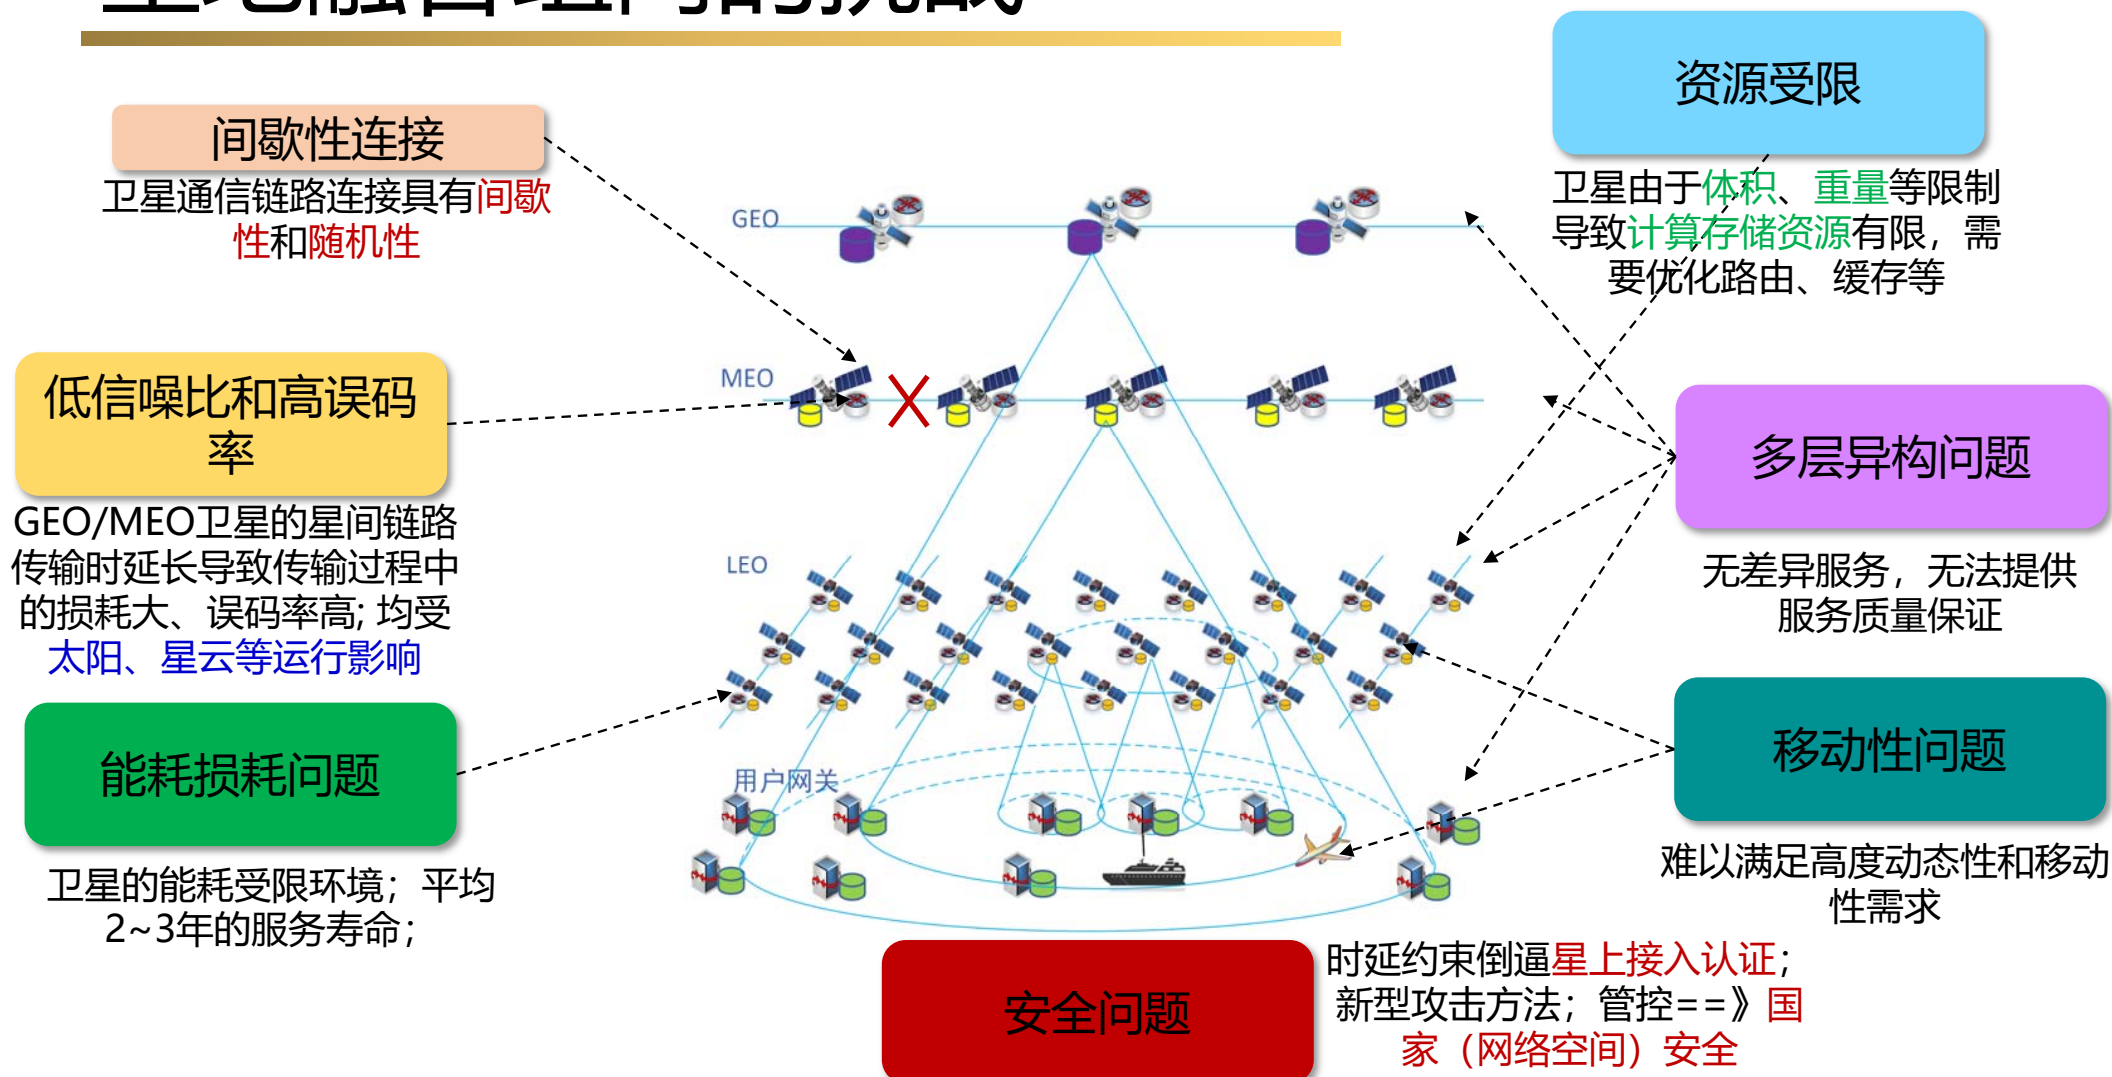 间歇性连接
卫星通信链路连接具有间歇
性和随机性
低信噪比和高误码
率
GEO/MEO卫星的星间链路
传输时延长导致传输过程中
的损耗大、误码率高; 均受
太阳、星云等运行影响
能耗损耗问题
卫星的能耗受限环境；平均
2~3年的服务寿命；
GEO
MEO
LEO
用户网关
资源受限
卫星由于体积、重量等限制
导致计算存储资源有限，需
要优化路由、缓存等
多层异构问题
无差异服务，无法提供
服务质量保证
移动性问题
难以满足高度动态性和移动
性需求
安全问题
时延约束倒逼星上接入认证；
新型攻击方法；管控==》国
家（网络空间）安全